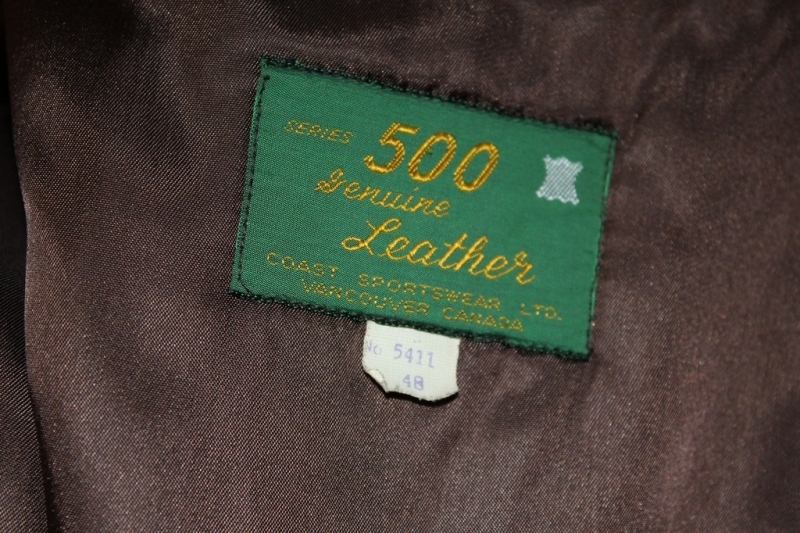 SERIES 500
Genuine
Leather
COAST SPORTSWEAR LTD.
VANCOUVER CANADA
No 5411
48